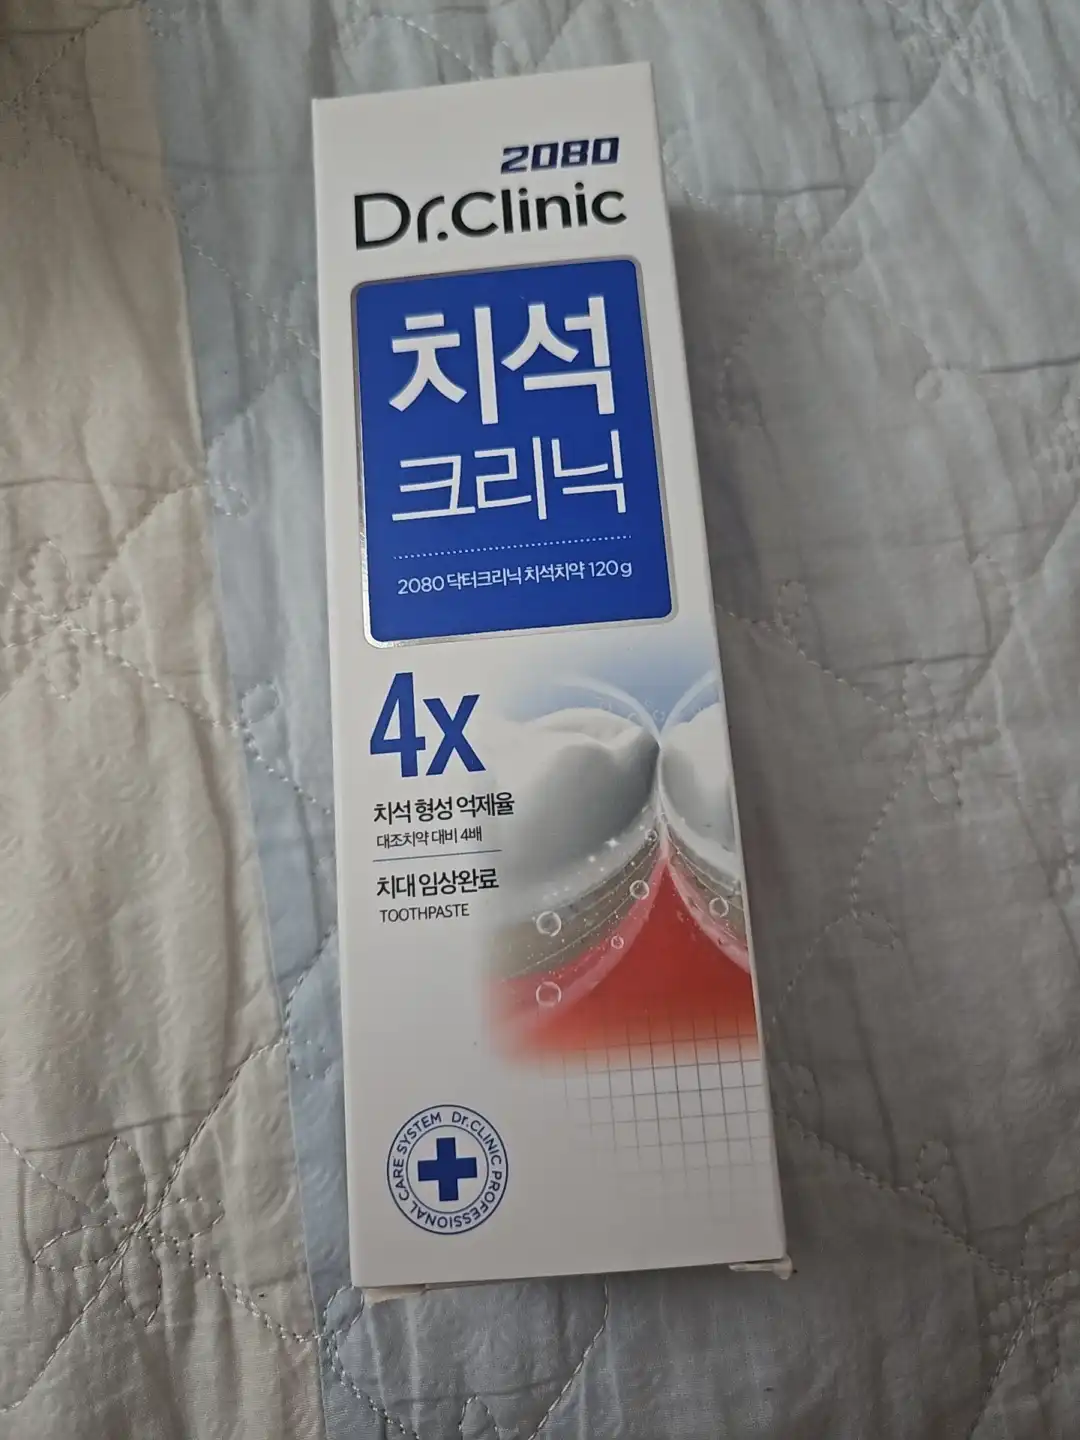 2080
Dr.Clinic
치석
크리닉
2080 닥터크리닉 치석치약 120g
4x
치석 형성 억제율
대조치약 대비 4배
치대 임상완료
TOOTHPASTE
Dr.CLINIC PROFESSIONAL CARE SYSTEM